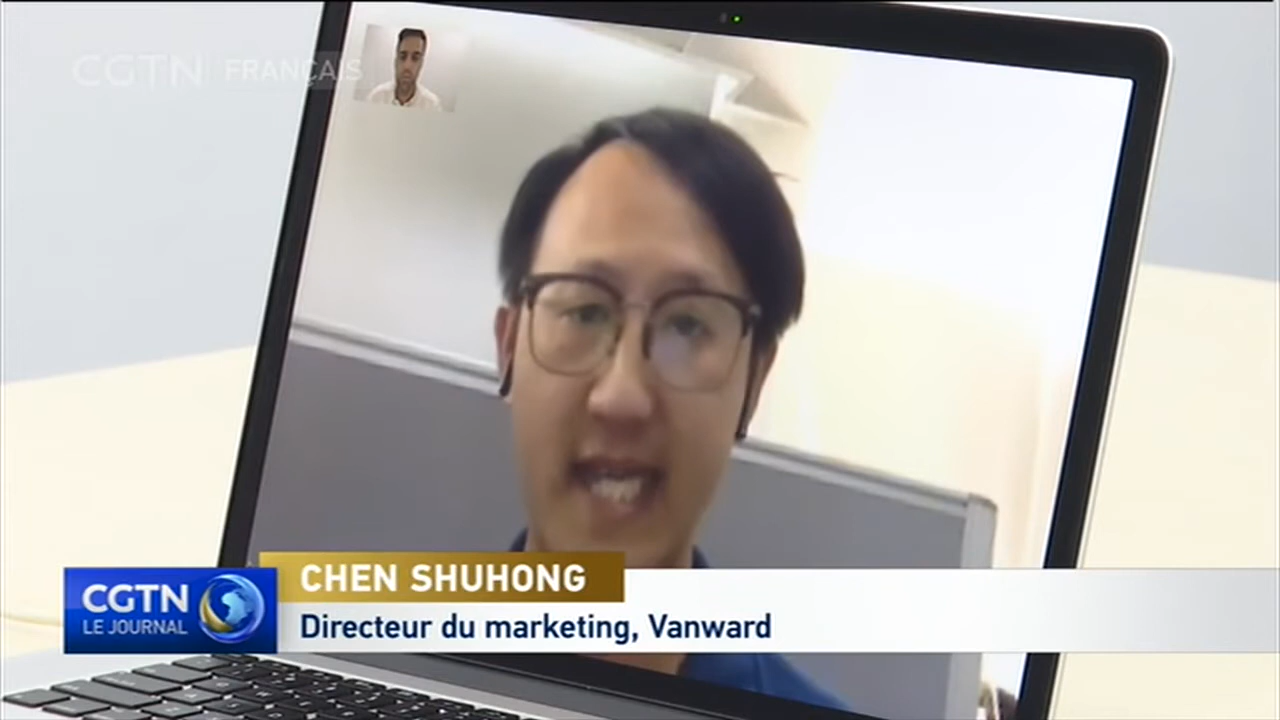 CGTN FRANÇAIS
CHEN SHUHONG
Directeur du marketing, Vanward
CGTN
LE JOURNAL